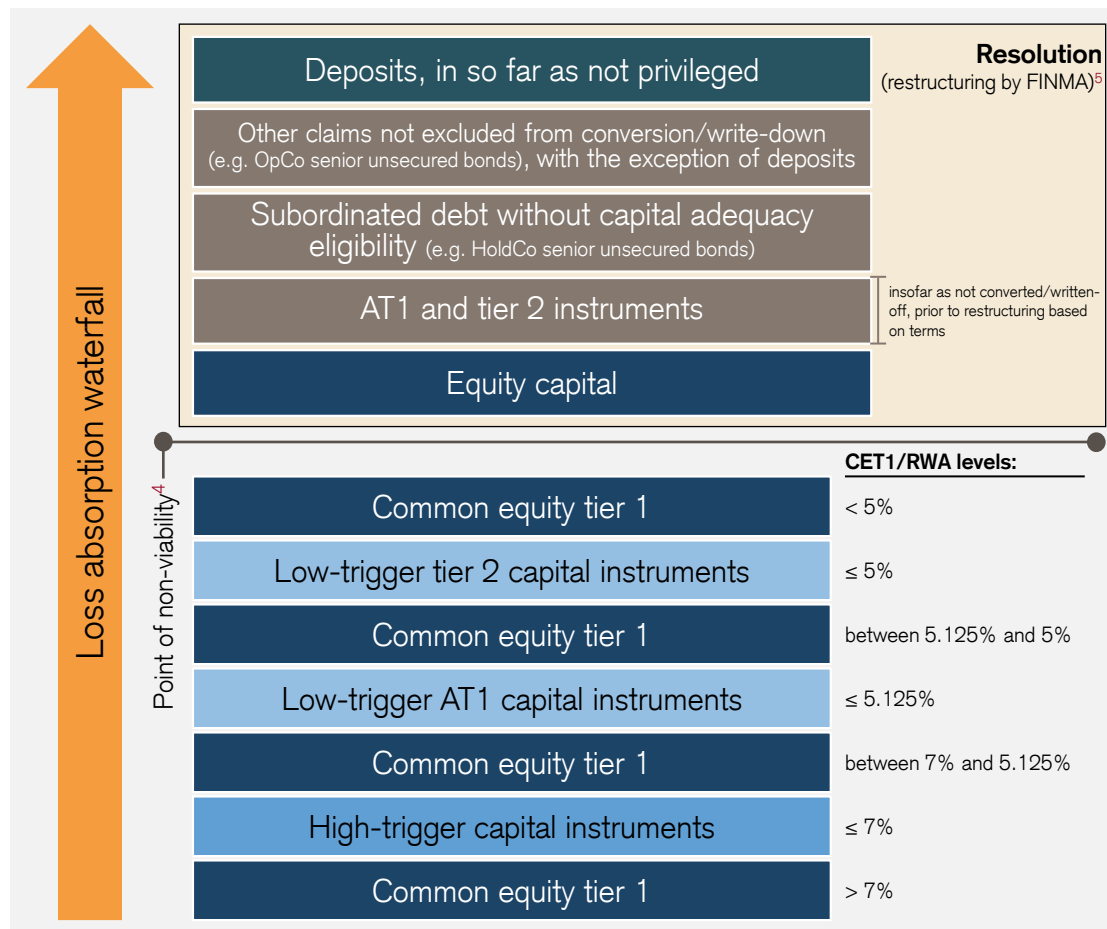 Loss absorption waterfall
Resolution
(restructuring by FINMA)5
Deposits, in so far as not privileged
Other claims not excluded from conversion/write-down
(e.g. OpCo senior unsecured bonds), with the exception of deposits
Subordinated debt without capital adequacy
eligibility (e.g. HoldCo senior unsecured bonds)
AT1 and tier 2 instruments
insofar as not converted/written-
off, prior to restructuring based
on terms
Equity capital
Point of non-viability4
CET1/RWA levels:
Common equity tier 1
< 5%
Low-trigger tier 2 capital instruments
≤ 5%
Common equity tier 1
between 5.125% and 5%
Low-trigger AT1 capital instruments
≤ 5.125%
Common equity tier 1
between 7% and 5.125%
High-trigger capital instruments
≤ 7%
Common equity tier 1
> 7%